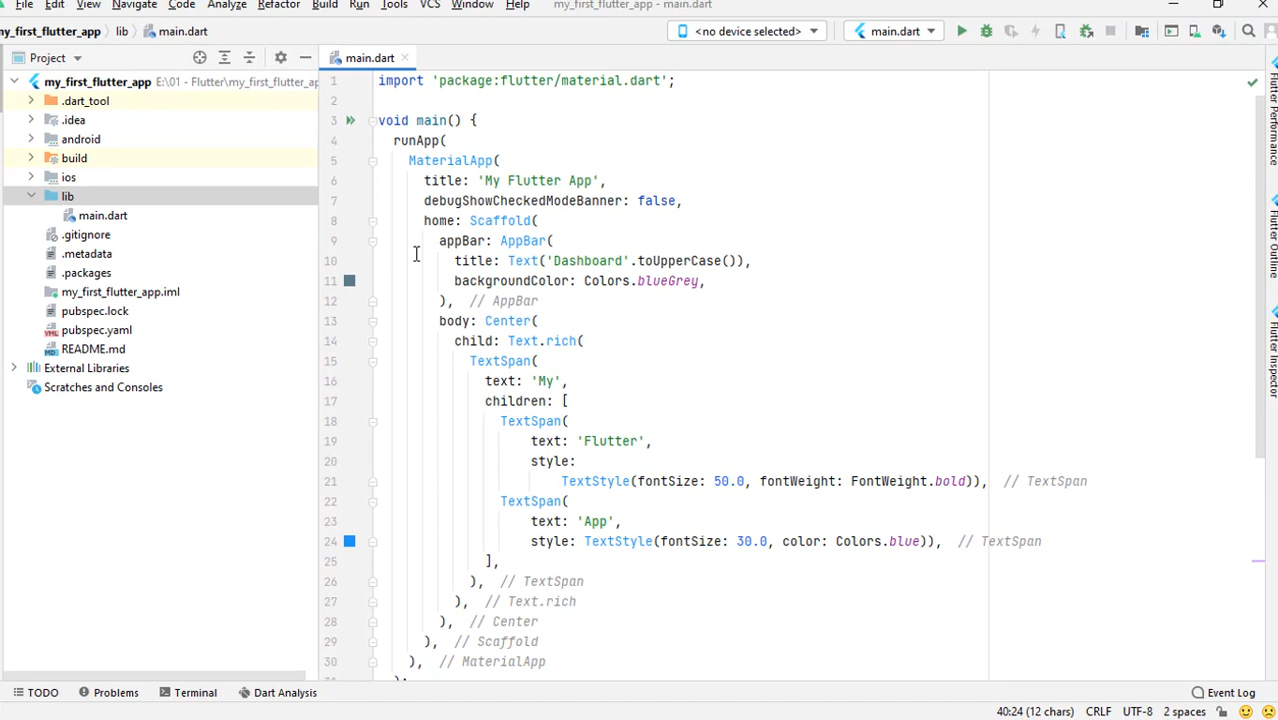 File Edit View Navigate Code Analyze Refactor Build Run Tools VCS Window Help my_first_flutter_app - main.dart
my_first_flutter_app lib main.dart <no device selected> main.dart
Project main.dart
my_first_flutter_app E:\01 - Flutter\my_first_flutter_ap
.dart_tool
.idea
android
build
ios
lib
main.dart
.gitignore
.metadata
.packages
my_first_flutter_app.iml
pubspec.lock
pubspec.yaml
README.md
External Libraries
Scratches and Consoles
1 import 'package:flutter/material.dart';
2
3 void main() {
4 runApp(
5 MaterialApp(
6 title: 'My Flutter App',
7 debugShowCheckedModeBanner: false,
8 home: Scaffold(
9 appBar: AppBar(
10 title: Text('Dashboard'.toUpperCase()),
11 backgroundColor: Colors.blueGrey,
12 ), // AppBar
13 body: Center(
14 child: Text.rich(
15 TextSpan(
16 text: 'My',
17 children: [
18 TextSpan(
19 text: 'Flutter',
20 style:
21 TextStyle(fontSize: 50.0, fontWeight: FontWeight.bold)), // TextSpan
22 TextSpan(
23 text: 'App',
24 style: TextStyle(fontSize: 30.0, color: Colors.blue)), // TextSpan
25 ],
26 ), // TextSpan
27 ), // Text.rich
28 ), // Center
29 ), // Scaffold
30 ), // MaterialApp
);
Flutter Performance
Flutter Outline
Flutter Inspector
TODO Problems Terminal Dart Analysis Event Log
40:24 (12 chars) CRLF UTF-8 2 spaces